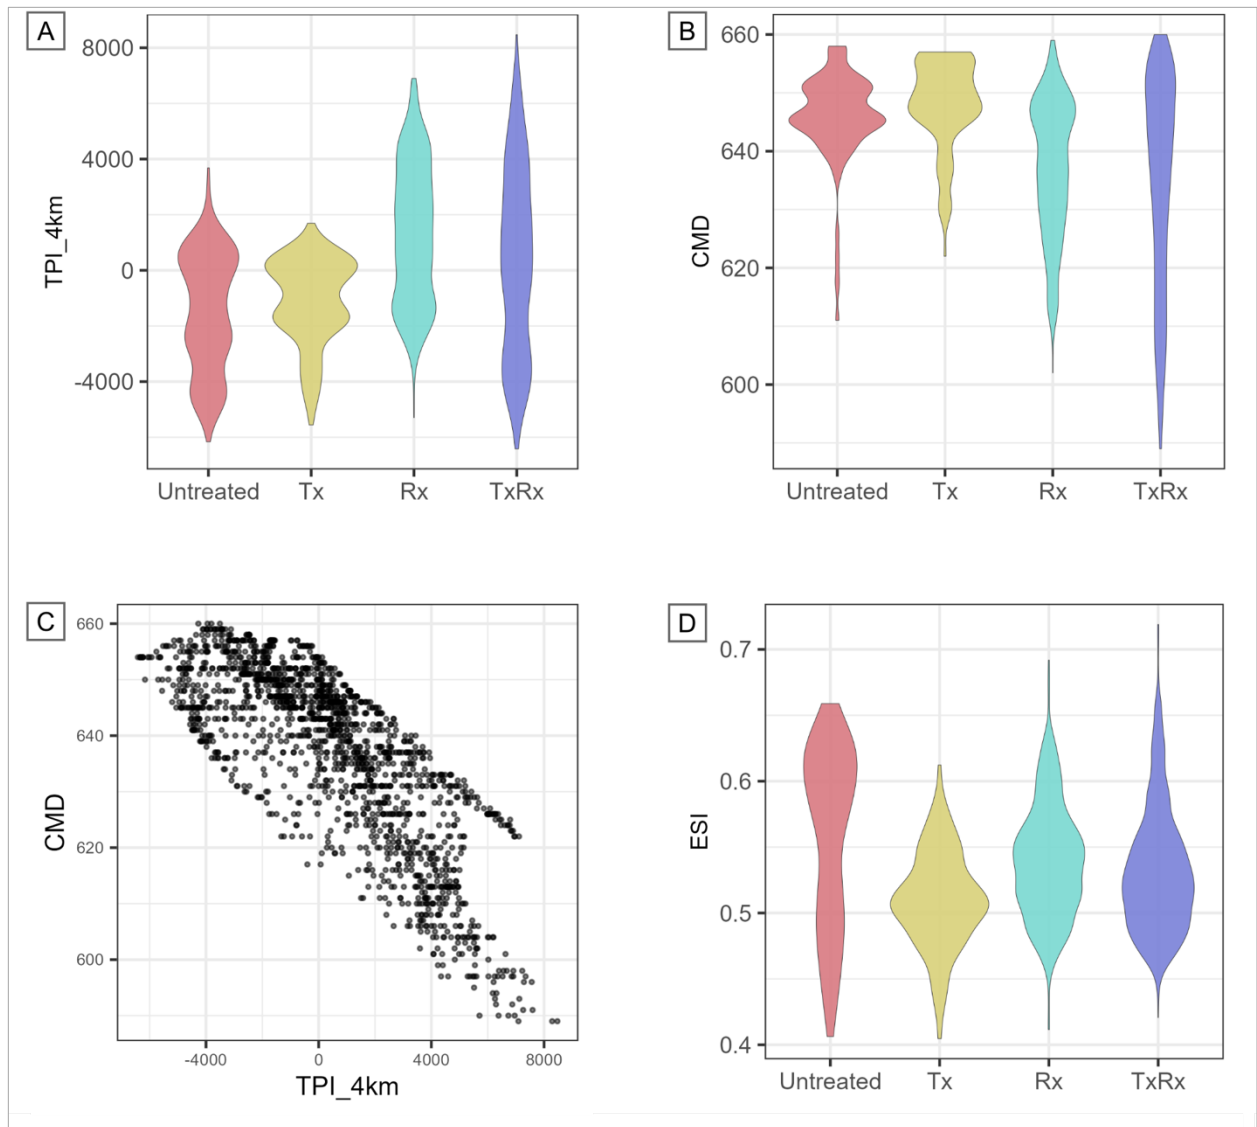 A
8000
4000
0
-4000
TPI_4km
Untreated Tx Rx TxRx
B
660
640
620
600
CMD
Untreated Tx Rx TxRx
C
660
640
620
600
CMD
-4000 0 4000 8000
TPI_4km
D
0.7
0.6
0.5
0.4
ESI
Untreated Tx Rx TxRx